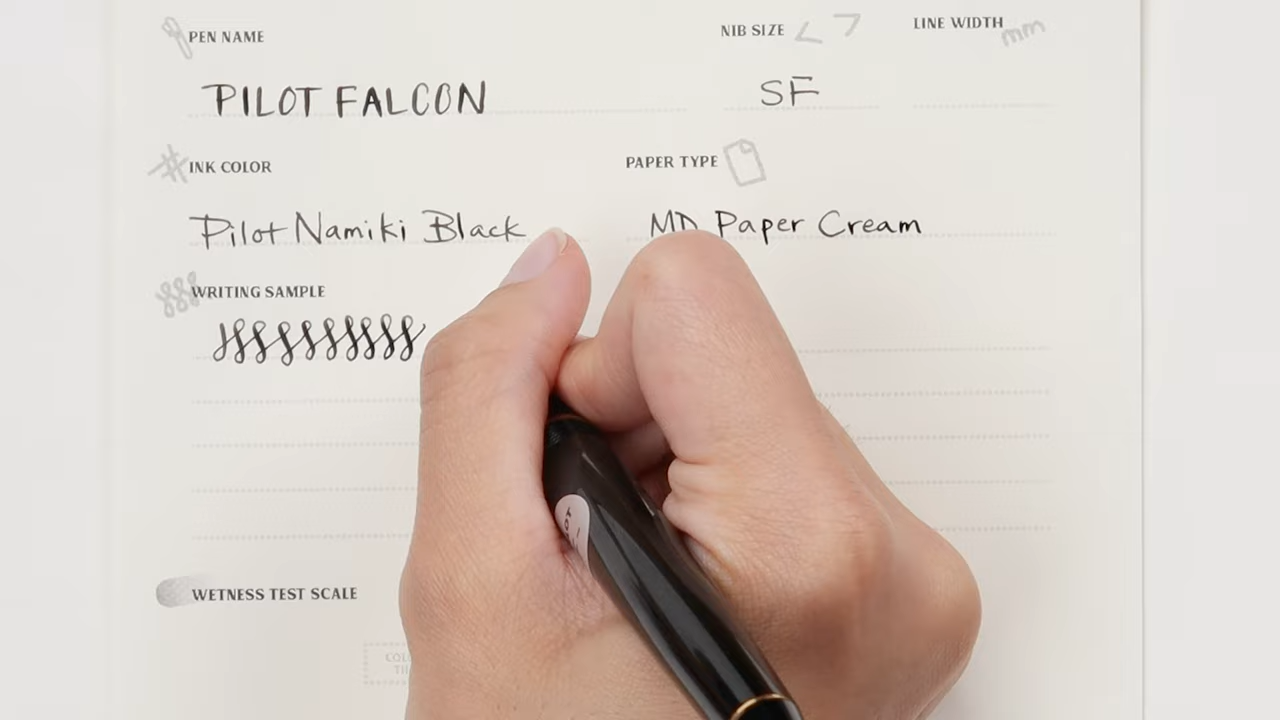 PEN NAME NIB SIZE LINE WIDTH mm
PILOT FALCON SF
INK COLOR PAPER TYPE
Pilot Namiki Black MD Paper Cream
WRITING SAMPLE
WETNESS TEST SCALE